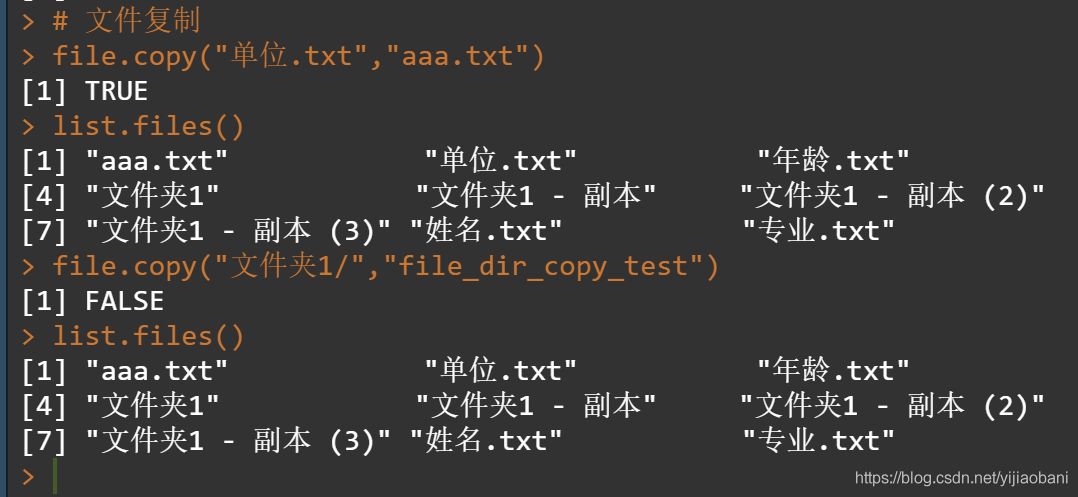 > # 文件复制
> file.copy("单位.txt","aaa.txt")
[1] TRUE
> list.files()
[1] "aaa.txt"           "单位.txt"          "年龄.txt"
[4] "文件夹1"           "文件夹1 - 副本"     "文件夹1 - 副本 (2)"
[7] "文件夹1 - 副本 (3)" "姓名.txt"          "专业.txt"
> file.copy("文件夹1/","file_dir_copy_test")
[1] FALSE
> list.files()
[1] "aaa.txt"           "单位.txt"          "年龄.txt"
[4] "文件夹1"           "文件夹1 - 副本"     "文件夹1 - 副本 (2)"
[7] "文件夹1 - 副本 (3)" "姓名.txt"          "专业.txt"
>
https://blog.csdn.net/yijiaobani